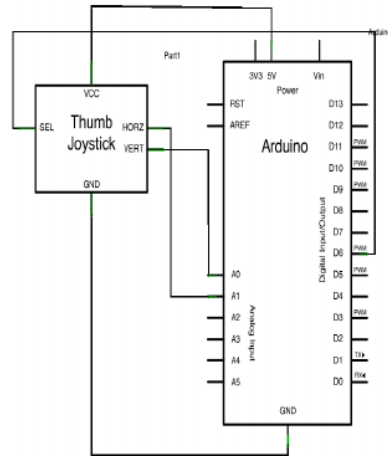 Arduin
Part1
VCC
SEL
Thumb
Joystick
HORZ
VERT
GND
3V3
5V
Vin
Power
RST
AREF
Arduino
D13
D12
D11
PWM
D10
PWM
D9
PWM
D8
D7
D6
PWM
D5
PWM
D4
D3
PWM
D2
D1
TX▸
D0
RX◂
Digital Input/Output
A0
A1
A2
A3
A4
A5
Analog Input
GND